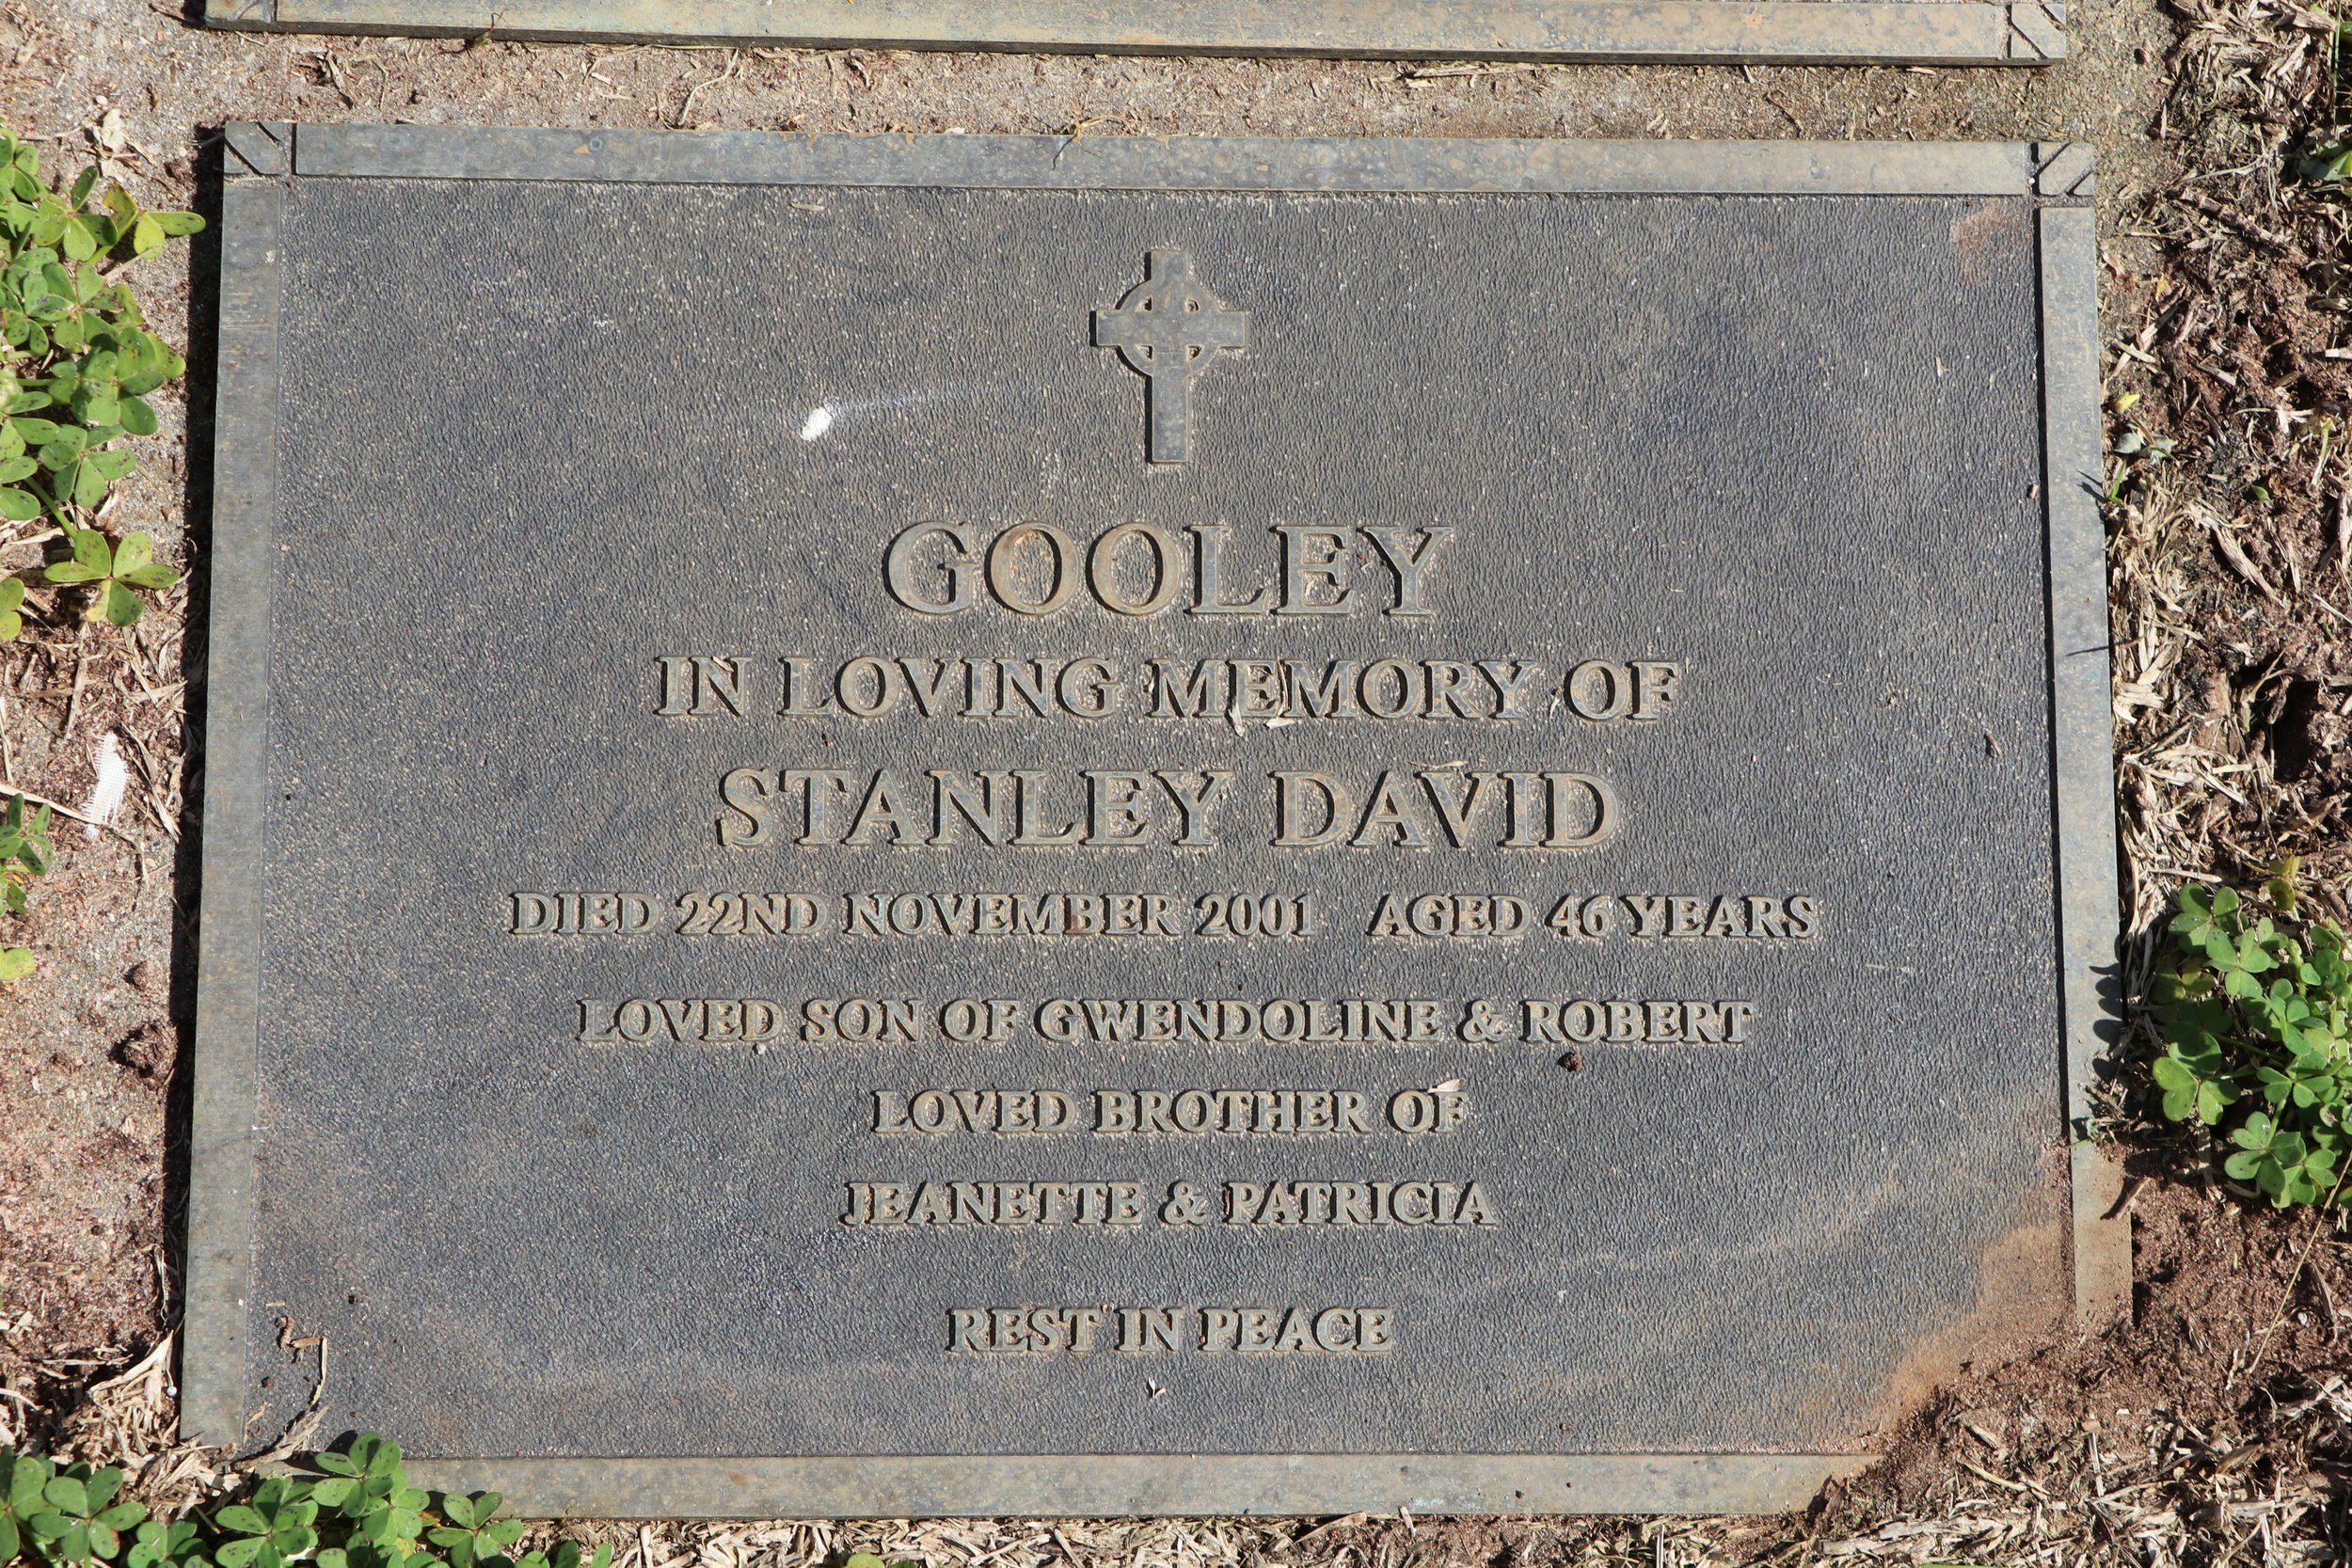 GOOLEY
IN LOVING MEMORY OF
STANLEY DAVID
DIED 22ND NOVEMBER 2001 AGED 46 YEARS
LOVED SON OF GWENDOLINE & ROBERT
LOVED BROTHER OF
JEANETTE & PATRICIA
REST IN PEACE